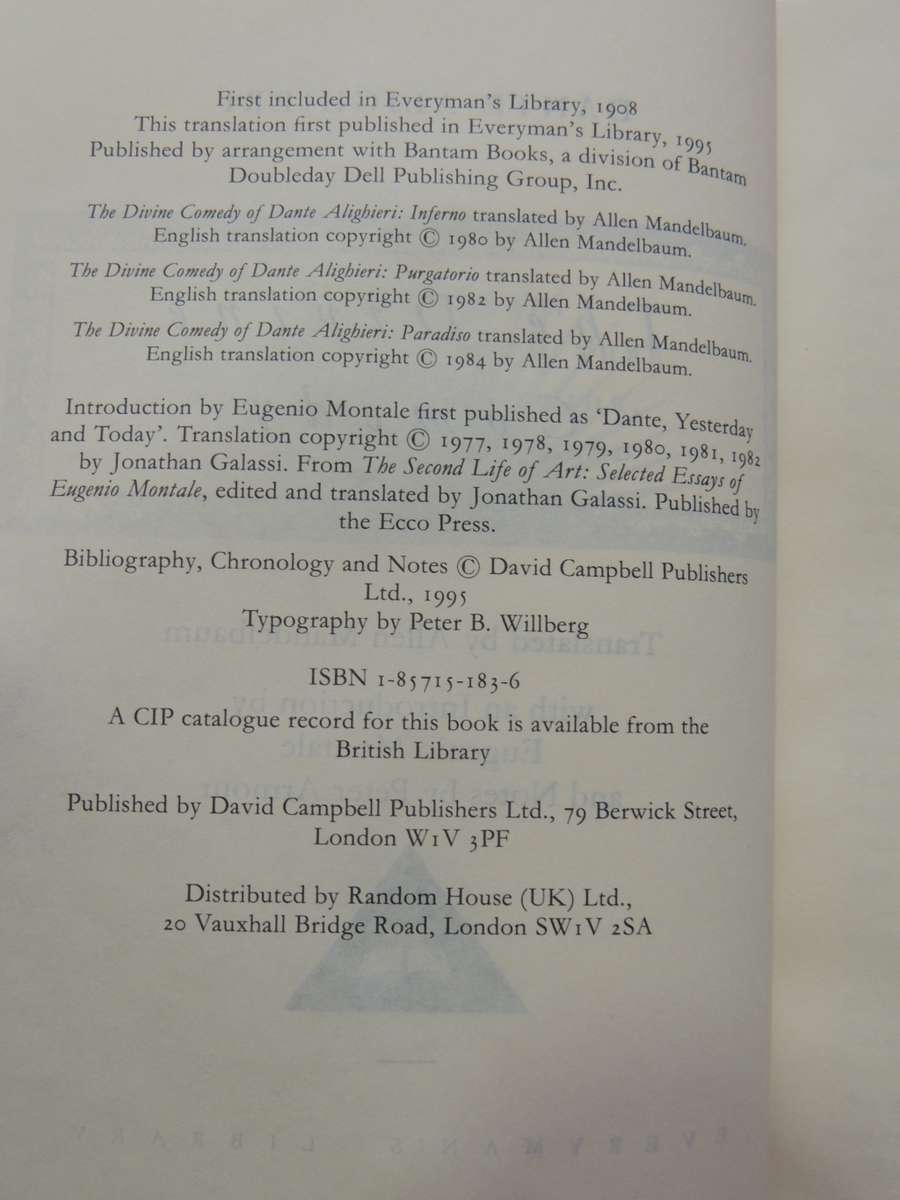 First included in Everyman's Library, 1908
This translation first published in Everyman's Library, 1995
Published by arrangement with Bantam Books, a division of Bantam
Doubleday Dell Publishing Group, Inc.
The Divine Comedy of Dante Alighieri: Inferno translated by Allen Mandelbaum.
English translation copyright © 1980 by Allen Mandelbaum.
The Divine Comedy of Dante Alighieri: Purgatorio translated by Allen Mandelbaum.
English translation copyright © 1982 by Allen Mandelbaum.
The Divine Comedy of Dante Alighieri: Paradiso translated by Allen Mandelbaum.
English translation copyright © 1984 by Allen Mandelbaum.
Introduction by Eugenio Montale first published as 'Dante, Yesterday
and Today'. Translation copyright © 1977, 1978, 1979, 1980, 1981, 1982
by Jonathan Galassi. From The Second Life of Art: Selected Essays of
Eugenio Montale, edited and translated by Jonathan Galassi. Published by
the Ecco Press.
Bibliography, Chronology and Notes © David Campbell Publishers
Ltd., 1995
Typography by Peter B. Willberg
ISBN 1-85715-183-6
A CIP catalogue record for this book is available from the
British Library
Published by David Campbell Publishers Ltd., 79 Berwick Street,
London W1V 3PF
Distributed by Random House (UK) Ltd.,
20 Vauxhall Bridge Road, London SW1V 2SA